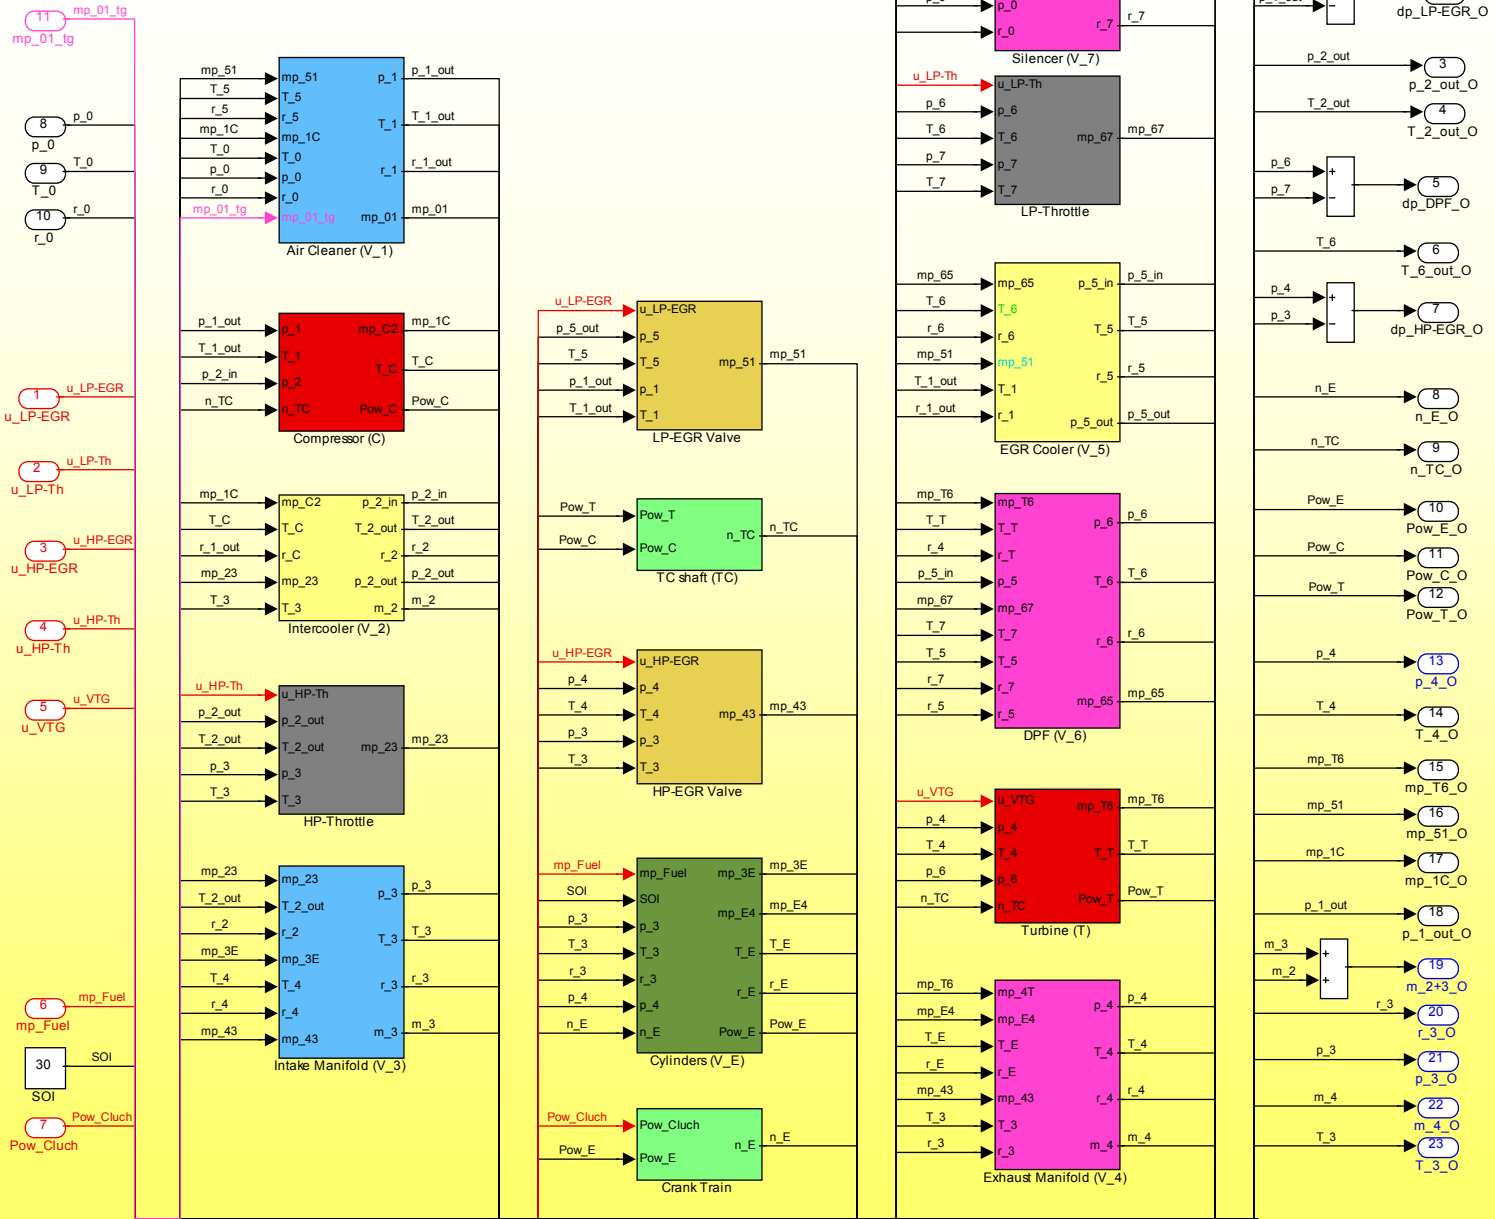 11
mp_01_tg
mp_01_tg
8
p_0
p_0
9
T_0
T_0
10
r_0
r_0
1
u_LP-EGR
u_LP-EGR
2
u_LP-Th
u_LP-Th
3
u_HP-EGR
u_HP-EGR
4
u_HP-Th
u_HP-Th
5
u_VTG
u_VTG
6
mp_Fuel
mp_Fuel
30
SOI
SOI
7
Pow_Cluch
Pow_Cluch
mp_51 mp_51 p_1 p_1_out
T_5 T_5
r_5 r_5
mp_1C mp_1C T_1 T_1_out
T_0 T_0
p_0 p_0 r_1 r_1_out
r_0 r_0
mp_01_tg mp_01_tg mp_01 mp_01
Air Cleaner (V_1)
p_1_out p_1 mp_C2 mp_1C
T_1_out T_1
p_2_in p_2 T_C T_C
n_TC n_TC Pow_C Pow_C
Compressor (C)
mp_1C mp_C2 p_2_in p_2_in
T_C T_C T_2_out T_2_out
r_1_out r_C r_2 r_2
mp_23 mp_23 p_2_out p_2_out
T_3 T_3 m_2 m_2
Intercooler (V_2)
u_HP-Th u_HP-Th
p_2_out p_2_out
T_2_out T_2_out mp_23 mp_23
p_3 p_3
T_3 T_3
HP-Throttle
mp_23 mp_23 p_3 p_3
T_2_out T_2_out
r_2 r_2 T_3 T_3
mp_3E mp_3E
T_4 T_4 r_3 r_3
r_4 r_4
mp_43 mp_43 m_3 m_3
Intake Manifold (V_3)
u_LP-EGR u_LP-EGR
p_5_out p_5
T_5 T_5 mp_51 mp_51
p_1_out p_1
T_1_out T_1
LP-EGR Valve
Pow_T Pow_T n_TC n_TC
Pow_C Pow_C
TC shaft (TC)
u_HP-EGR u_HP-EGR
p_4 p_4
T_4 T_4 mp_43 mp_43
p_3 p_3
T_3 T_3
HP-EGR Valve
mp_Fuel mp_Fuel mp_3E mp_3E
SOI SOI
p_3 p_3 mp_E4 mp_E4
T_3 T_3 T_E T_E
r_3 r_3 r_E r_E
p_4 p_4
n_E n_E Pow_E Pow_E
Cylinders (V_E)
Pow_Cluch Pow_Cluch n_E n_E
Pow_E Pow_E
Crank Train
p_0
r_0 r_7 r_7
Silencer (V_7)
u_LP-Th u_LP-Th
p_6 p_6
T_6 T_6 mp_67 mp_67
p_7 p_7
T_7 T_7
LP-Throttle
mp_65 mp_65 p_5_in p_5_in
T_6 T_6
r_6 r_6 T_5 T_5
mp_51 mp_51
T_1_out T_1 r_5 r_5
r_1_out r_1 p_5_out p_5_out
EGR Cooler (V_5)
mp_T6 mp_T6 p_6 p_6
T_T T_T
r_4 r_T
p_5_in p_5 T_6 T_6
mp_67 mp_67
T_7 T_7 r_6 r_6
T_5 T_5
r_7 r_7 mp_65 mp_65
r_5 r_5
DPF (V_6)
u_VTG u_VTG mp_T6 mp_T6
p_4 p_4
T_4 T_4 T_T T_T
p_6 p_6
n_TC n_TC Pow_T Pow_T
Turbine (T)
mp_T6 mp_4T p_4 p_4
mp_E4 mp_E4
T_E T_E T_4 T_4
r_E r_E
mp_43 mp_43 r_4 r_4
T_3 T_3
r_3 r_3 m_4 m_4
Exhaust Manifold (V_4)
dp_LP-EGR_O
p_2_out 3
p_2_out_O
T_2_out 4
T_2_out_O
p_6 +
p_7 − 5
dp_DPF_O
T_6 6
T_6_out_O
p_4 +
p_3 − 7
dp_HP-EGR_O
n_E 8
n_E_O
n_TC 9
n_TC_O
Pow_E 10
Pow_E_O
Pow_C 11
Pow_C_O
Pow_T 12
Pow_T_O
p_4 13
p_4_O
T_4 14
T_4_O
mp_T6 15
mp_T6_O
mp_51 16
mp_51_O
mp_1C 17
mp_1C_O
p_1_out 18
p_1_out_O
m_3 +
m_2 + 19
m_2+3_O
r_3 20
r_3_O
p_3 21
p_3_O
m_4 22
m_4_O
T_3 23
T_3_O